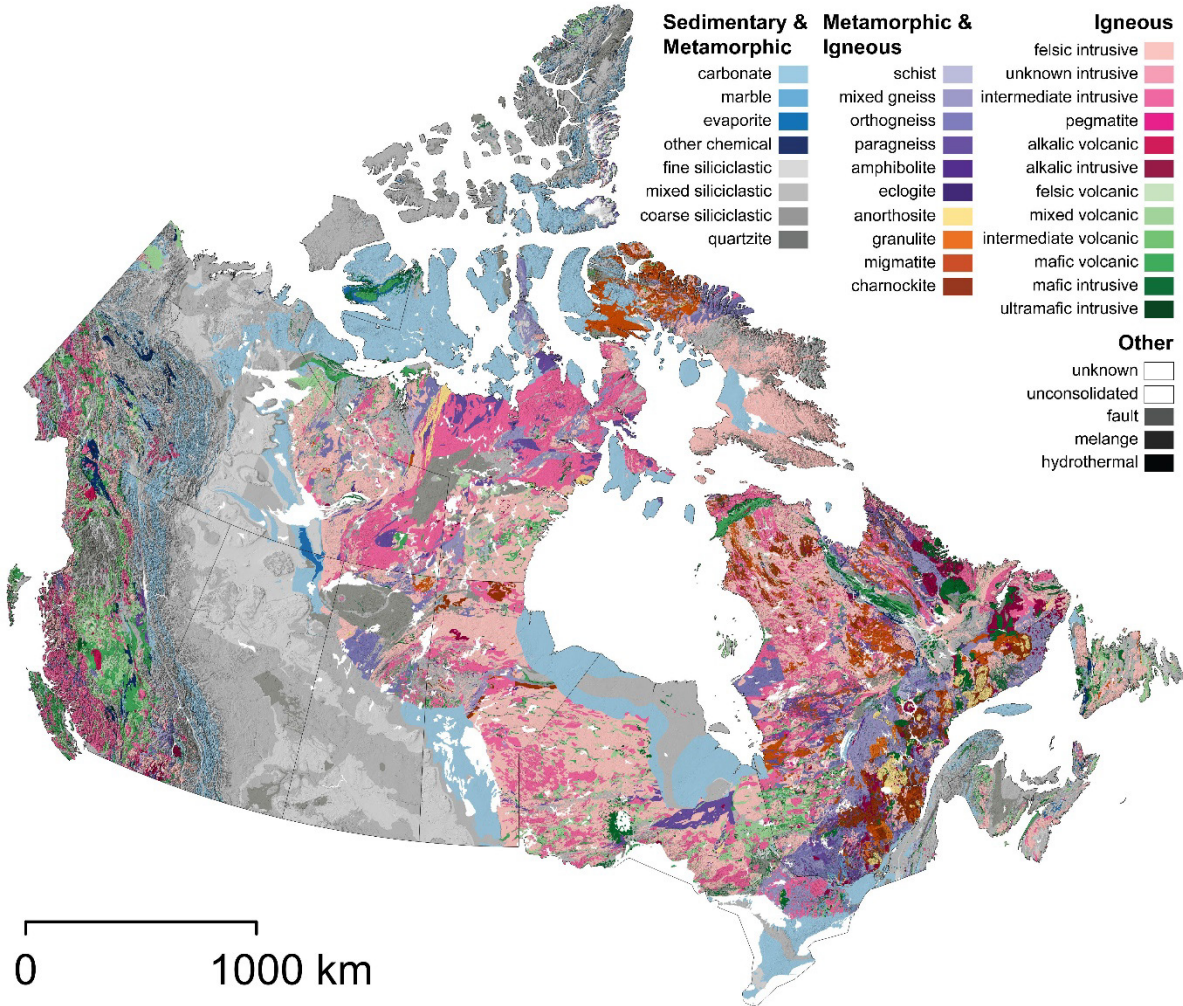 Sedimentary &
Metamorphic
carbonate
marble
evaporite
other chemical
fine siliciclastic
mixed siliciclastic
coarse siliciclastic
quartzite
Metamorphic &
Igneous
schist
mixed gneiss
orthogneiss
paragneiss
amphibolite
eclogite
anorthosite
granulite
migmatite
charnockite
Igneous
felsic intrusive
unknown intrusive
intermediate intrusive
pegmatite
alkalic volcanic
alkalic intrusive
felsic volcanic
mixed volcanic
intermediate volcanic
mafic volcanic
mafic intrusive
ultramafic intrusive
Other
unknown
unconsolidated
fault
melange
hydrothermal
0 1000 km